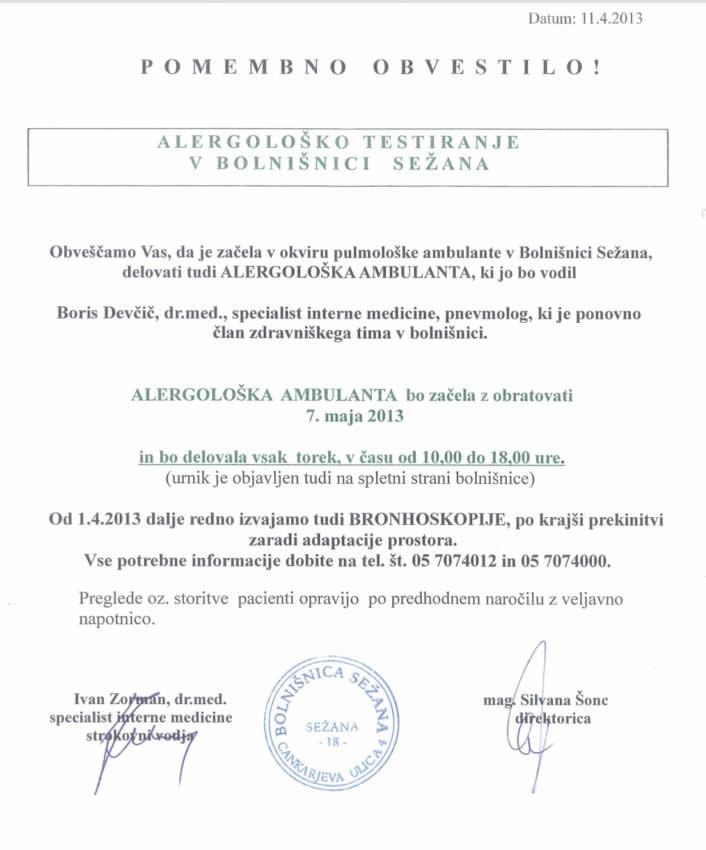 Datum: 11.4.2013
POMEMBNO OBVESTILO!
ALERGOLOŠKO TESTIRANJE
V BOLNIŠNICI SEŽANA
Obveščamo Vas, da je začela v okviru pulmološke ambulante v Bolnišnici Sežana,
delovati tudi ALERGOLOŠKA AMBULANTA, ki jo bo vodil
Boris Devčič, dr.med., specialist interne medicine, pnevmolog, ki je ponovno
član zdravniškega tima v bolnišnici.
ALERGOLOŠKA AMBULANTA bo začela z obratovati
7. maja 2013
in bo delovala vsak torek, v času od 10,00 do 18,00 ure.
(urnik je objavljen tudi na spletni strani bolnišnice)
Od 1.4.2013 dalje redno izvajamo tudi BRONHOSKOPIJE, po krajši prekinitvi
zaradi adaptacije prostora.
Vse potrebne informacije dobite na tel. št. 05 7074012 in 05 7074000.
Preglede oz. storitve pacienti opravijo po predhodnem naročilu z veljavno
napotnico.
Ivan Zorman, dr.med.
specialist interne medicine
strokovni vodja
BOLNIŠNICA SEŽANA
SEŽANA
- 18 -
CANKARJEVA ULICA 4
mag. Silvana Šonc
direktorica